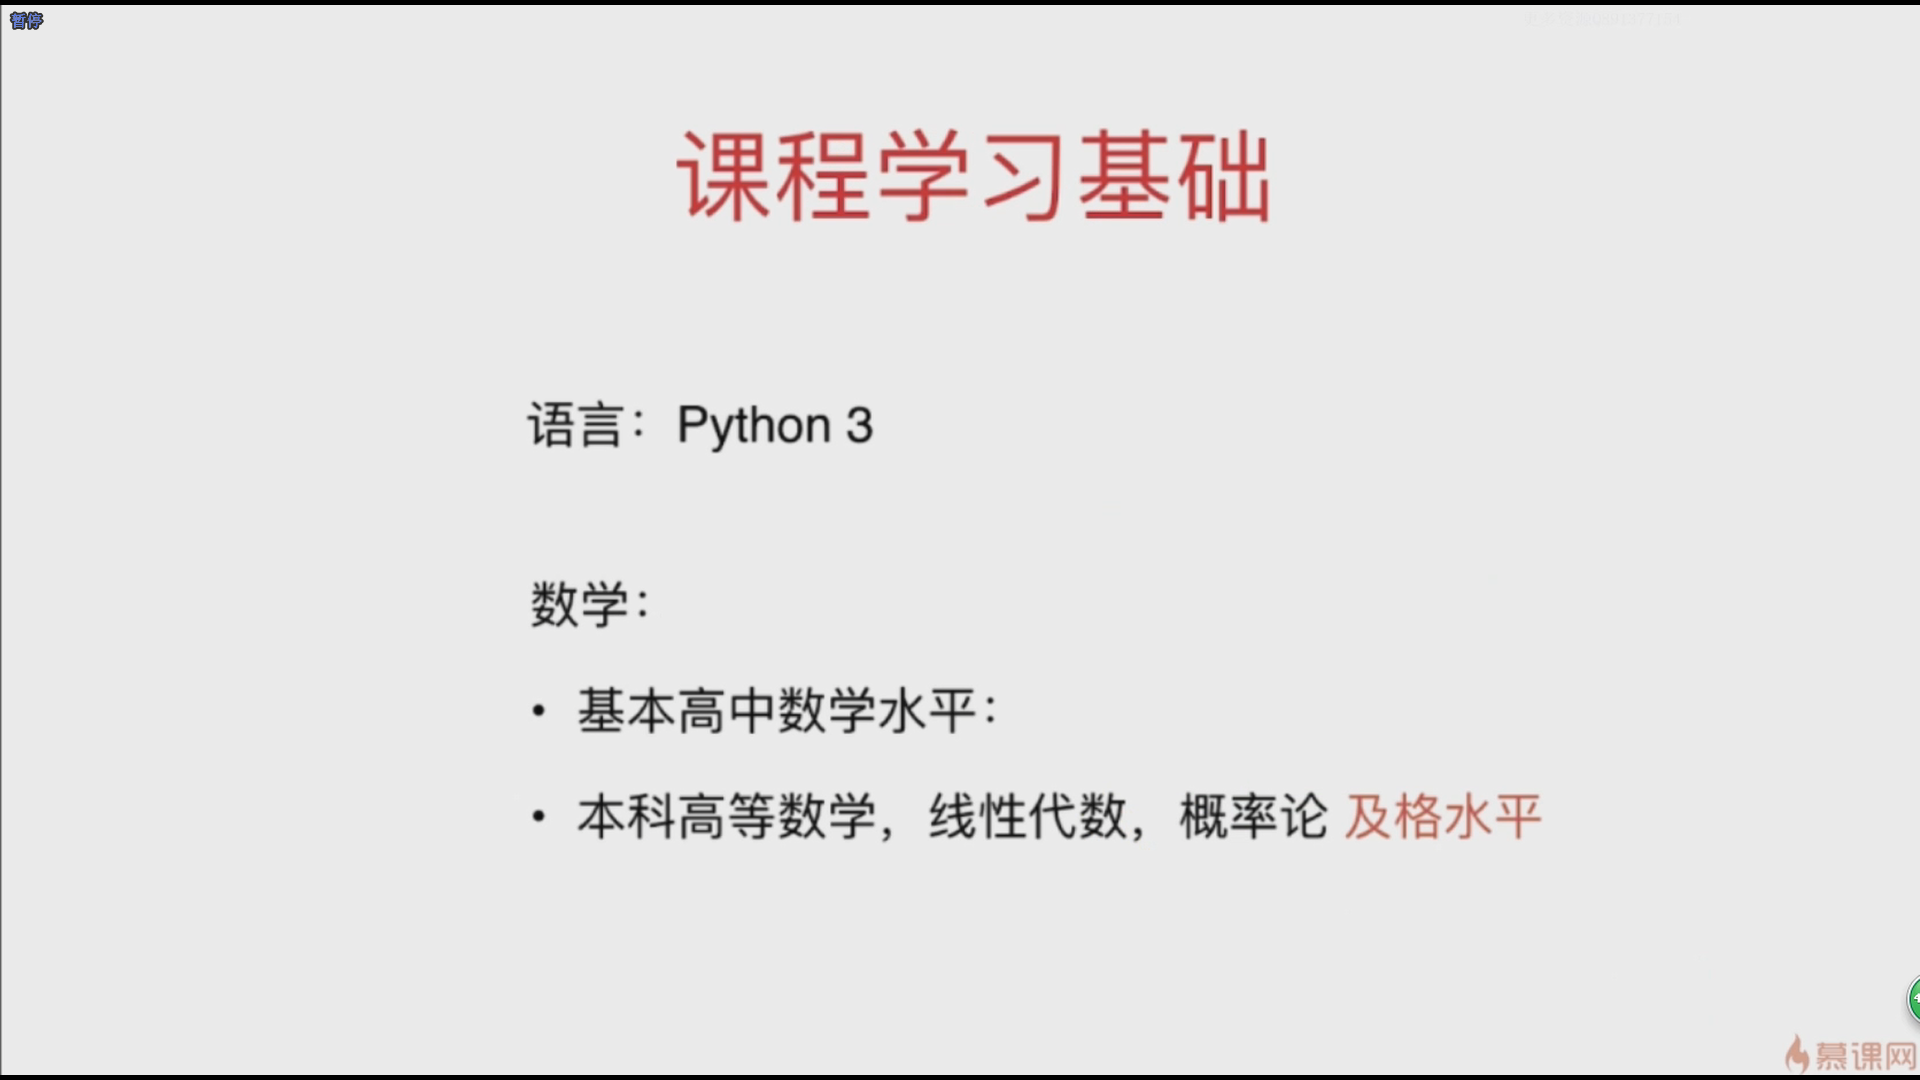 暂停
课程学习基础
语言：Python 3
数学：
• 基本高中数学水平：
• 本科高等数学，线性代数，概率论 及格水平
慕课网